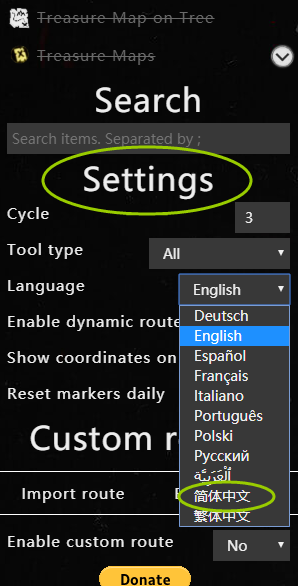 Treasure Map on Tree
Treasure Maps
Search
Search items. Separated by ;
Settings
Cycle 3
Tool type All
Language English
Deutsch
Enable dynamic route
English
Español
Show coordinates on
Français
Italiano
Reset markers daily
Português
Polski
Custom r
Русский
اَلْعَرَبِيَّة
Import route E
简体中文
繁体中文
Enable custom route No
Donate